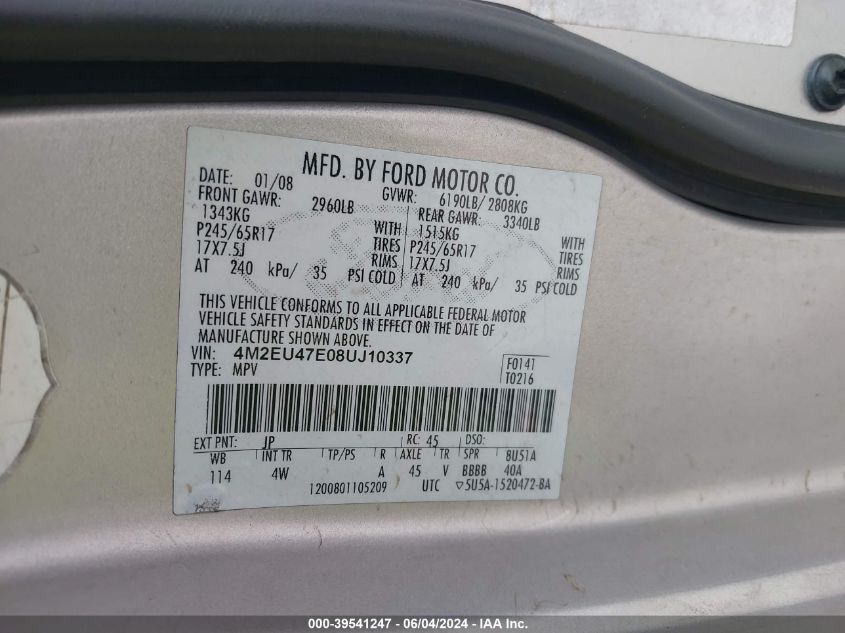 MFD. BY FORD MOTOR CO.
DATE: 01/08 GVWR: 6190LB/ 2808KG
FRONT GAWR: 2960LB REAR GAWR: 3340LB
1343KG WITH 1515KG WITH
P245/65R17 TIRES P245/65R17 TIRES
17X7.5J RIMS 17X7.5J RIMS
AT 240 kPa/ 35 PSI COLD AT 240 kPa/ 35 PSI COLD
THIS VEHICLE CONFORMS TO ALL APPLICABLE FEDERAL MOTOR
VEHICLE SAFETY STANDARDS IN EFFECT ON THE DATE OF
MANUFACTURE SHOWN ABOVE.
VIN: 4M2EU47E08UJ10337 F0141
TYPE: MPV T0216
EXT PNT: JP RC: 45 DSO:
WB INT TR TP/PS R AXLE TR SPR 8U51A
114 4W A 45 V BBBB 40A
1200801105209 UTC ▽5U5A-1520472-BA
000-39541247 - 06/04/2024 - www.iaai.com